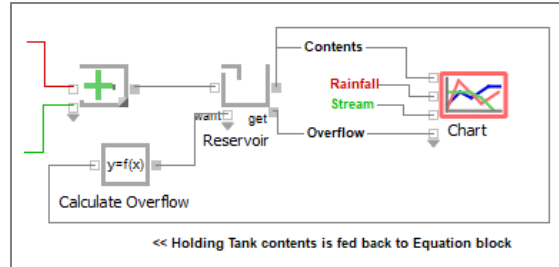 Contents
Rainfall
Stream
want
get
Reservoir
Overflow
Chart
y=f(x)
Calculate Overflow
<< Holding Tank contents is fed back to Equation block